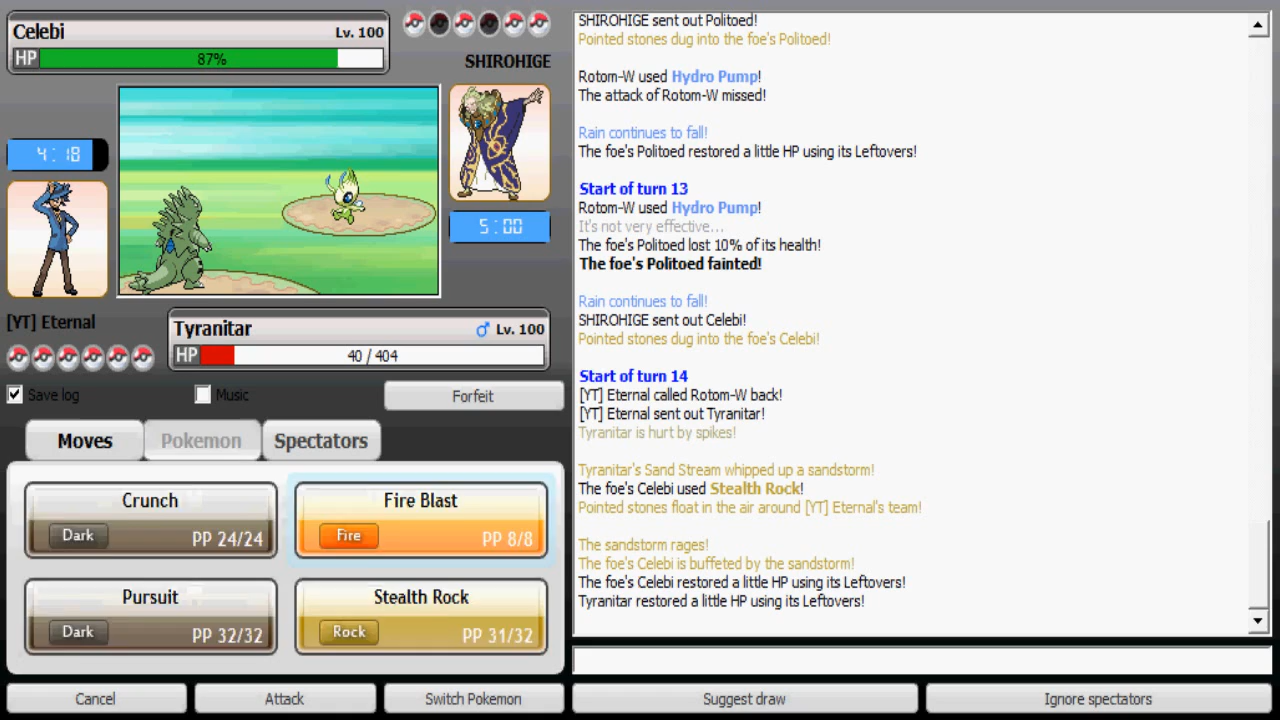 Celebi
Lv. 100
HP
87%
SHIROHIGE
4:18
5:00
[YT] Eternal
Tyranitar
♂ Lv. 100
HP
40 / 404
Save log
Music
Forfeit
Moves
Pokemon
Spectators
Crunch
Dark
PP 24/24
Fire Blast
Fire
PP 8/8
Pursuit
Dark
PP 32/32
Stealth Rock
Rock
PP 31/32
Cancel
Attack
Switch Pokemon
SHIROHIGE sent out Politoed!
Pointed stones dug into the foe's Politoed!
Rotom-W used Hydro Pump!
The attack of Rotom-W missed!
Rain continues to fall!
The foe's Politoed restored a little HP using its Leftovers!
Start of turn 13
Rotom-W used Hydro Pump!
It's not very effective...
The foe's Politoed lost 10% of its health!
The foe's Politoed fainted!
Rain continues to fall!
SHIROHIGE sent out Celebi!
Pointed stones dug into the foe's Celebi!
Start of turn 14
[YT] Eternal called Rotom-W back!
[YT] Eternal sent out Tyranitar!
Tyranitar is hurt by spikes!
Tyranitar's Sand Stream whipped up a sandstorm!
The foe's Celebi used Stealth Rock!
Pointed stones float in the air around [YT] Eternal's team!
The sandstorm rages!
The foe's Celebi is buffeted by the sandstorm!
The foe's Celebi restored a little HP using its Leftovers!
Tyranitar restored a little HP using its Leftovers!
Suggest draw
Ignore spectators